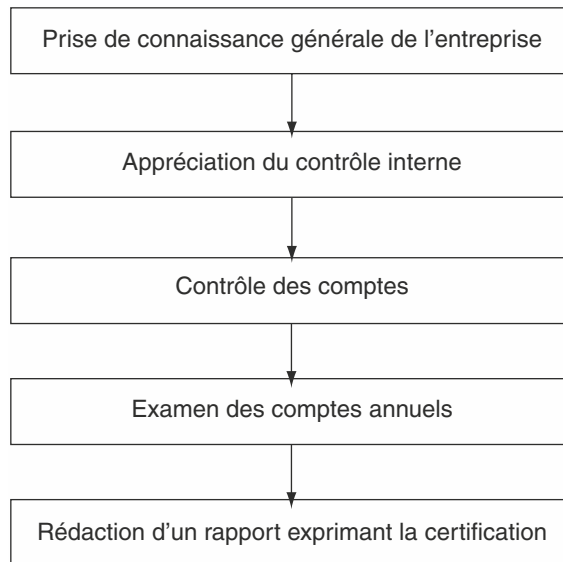 Prise de connaissance générale de l’entreprise
Appréciation du contrôle interne
Contrôle des comptes
Examen des comptes annuels
Rédaction d’un rapport exprimant la certification